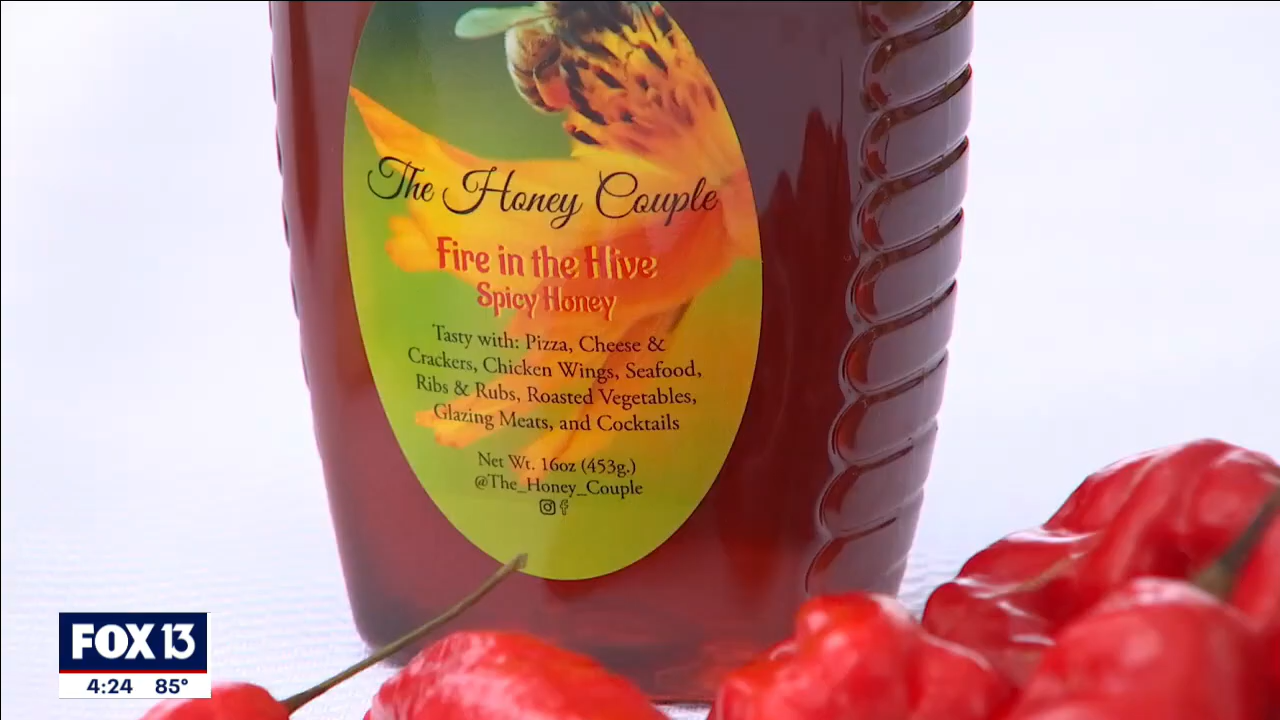 The Honey Couple
Fire in the Hive
Spicy Honey
Tasty with: Pizza, Cheese &
Crackers, Chicken Wings, Seafood,
Ribs & Rubs, Roasted Vegetables,
Glazing Meats, and Cocktails
Net Wt. 16oz (453g.)
@The_Honey_Couple
FOX 13
4:24 85°